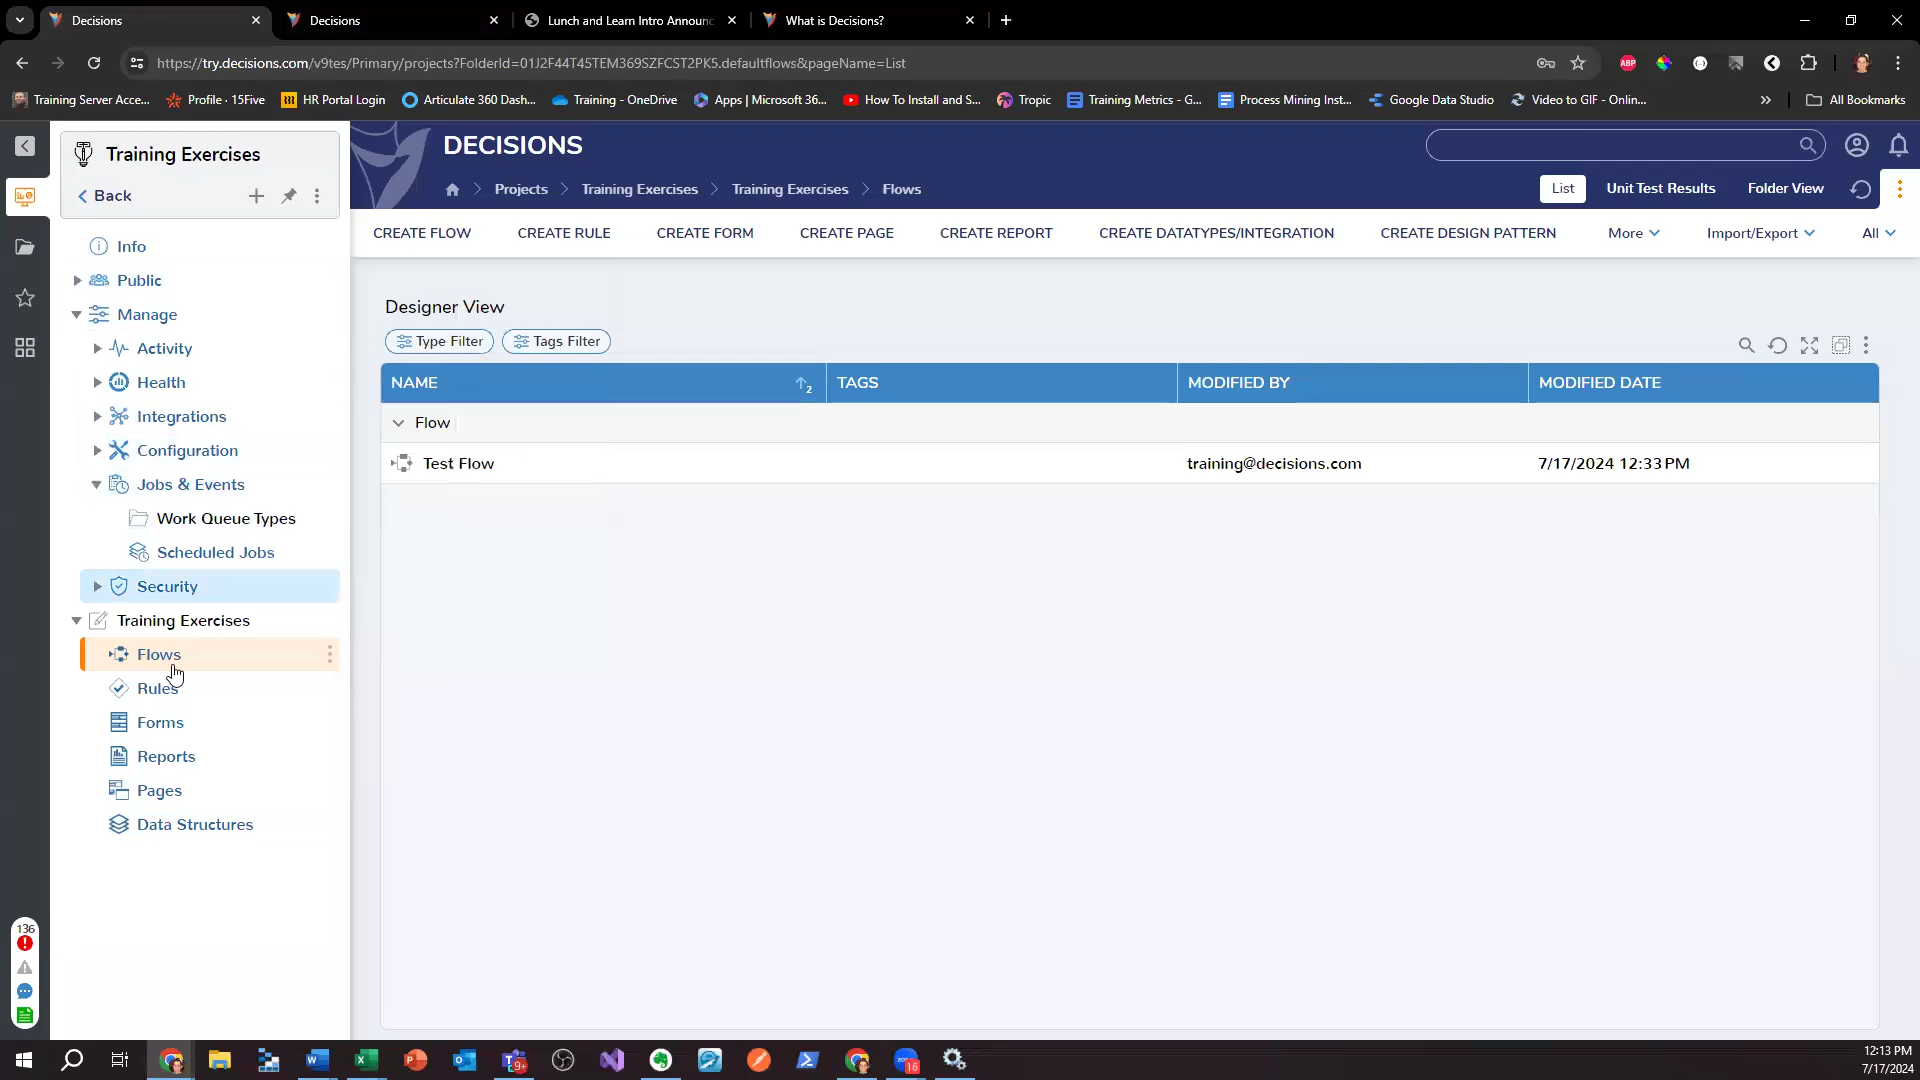 Decisions
Decisions
Lunch and Learn Intro Announc
What is Decisions?
https://try.decisions.com/v9tes/Primary/projects?FolderId=01J2F44T45TEM369SZFCST2PK5.defaultflows&pageName=List
ABP
Training Server Acce...
Profile · 15Five
HR Portal Login
Articulate 360 Dash...
Training - OneDrive
Apps | Microsoft 36...
How To Install and S...
Tropic
Training Metrics - G...
Process Mining Inst...
Google Data Studio
Video to GIF - Onlin...
All Bookmarks
Training Exercises
Back
Info
Public
Manage
Activity
Health
Integrations
Configuration
Jobs & Events
Work Queue Types
Scheduled Jobs
Security
Training Exercises
Flows
Rules
Forms
Reports
Pages
Data Structures
136
DECISIONS
Projects > Training Exercises > Training Exercises > Flows
List
Unit Test Results
Folder View
CREATE FLOW
CREATE RULE
CREATE FORM
CREATE PAGE
CREATE REPORT
CREATE DATATYPES/INTEGRATION
CREATE DESIGN PATTERN
More
Import/Export
All
Designer View
Type Filter
Tags Filter
NAME
2
TAGS
MODIFIED BY
MODIFIED DATE
Flow
Test Flow
training@decisions.com
7/17/2024 12:33 PM
9+
16
12:13 PM
7/17/2024